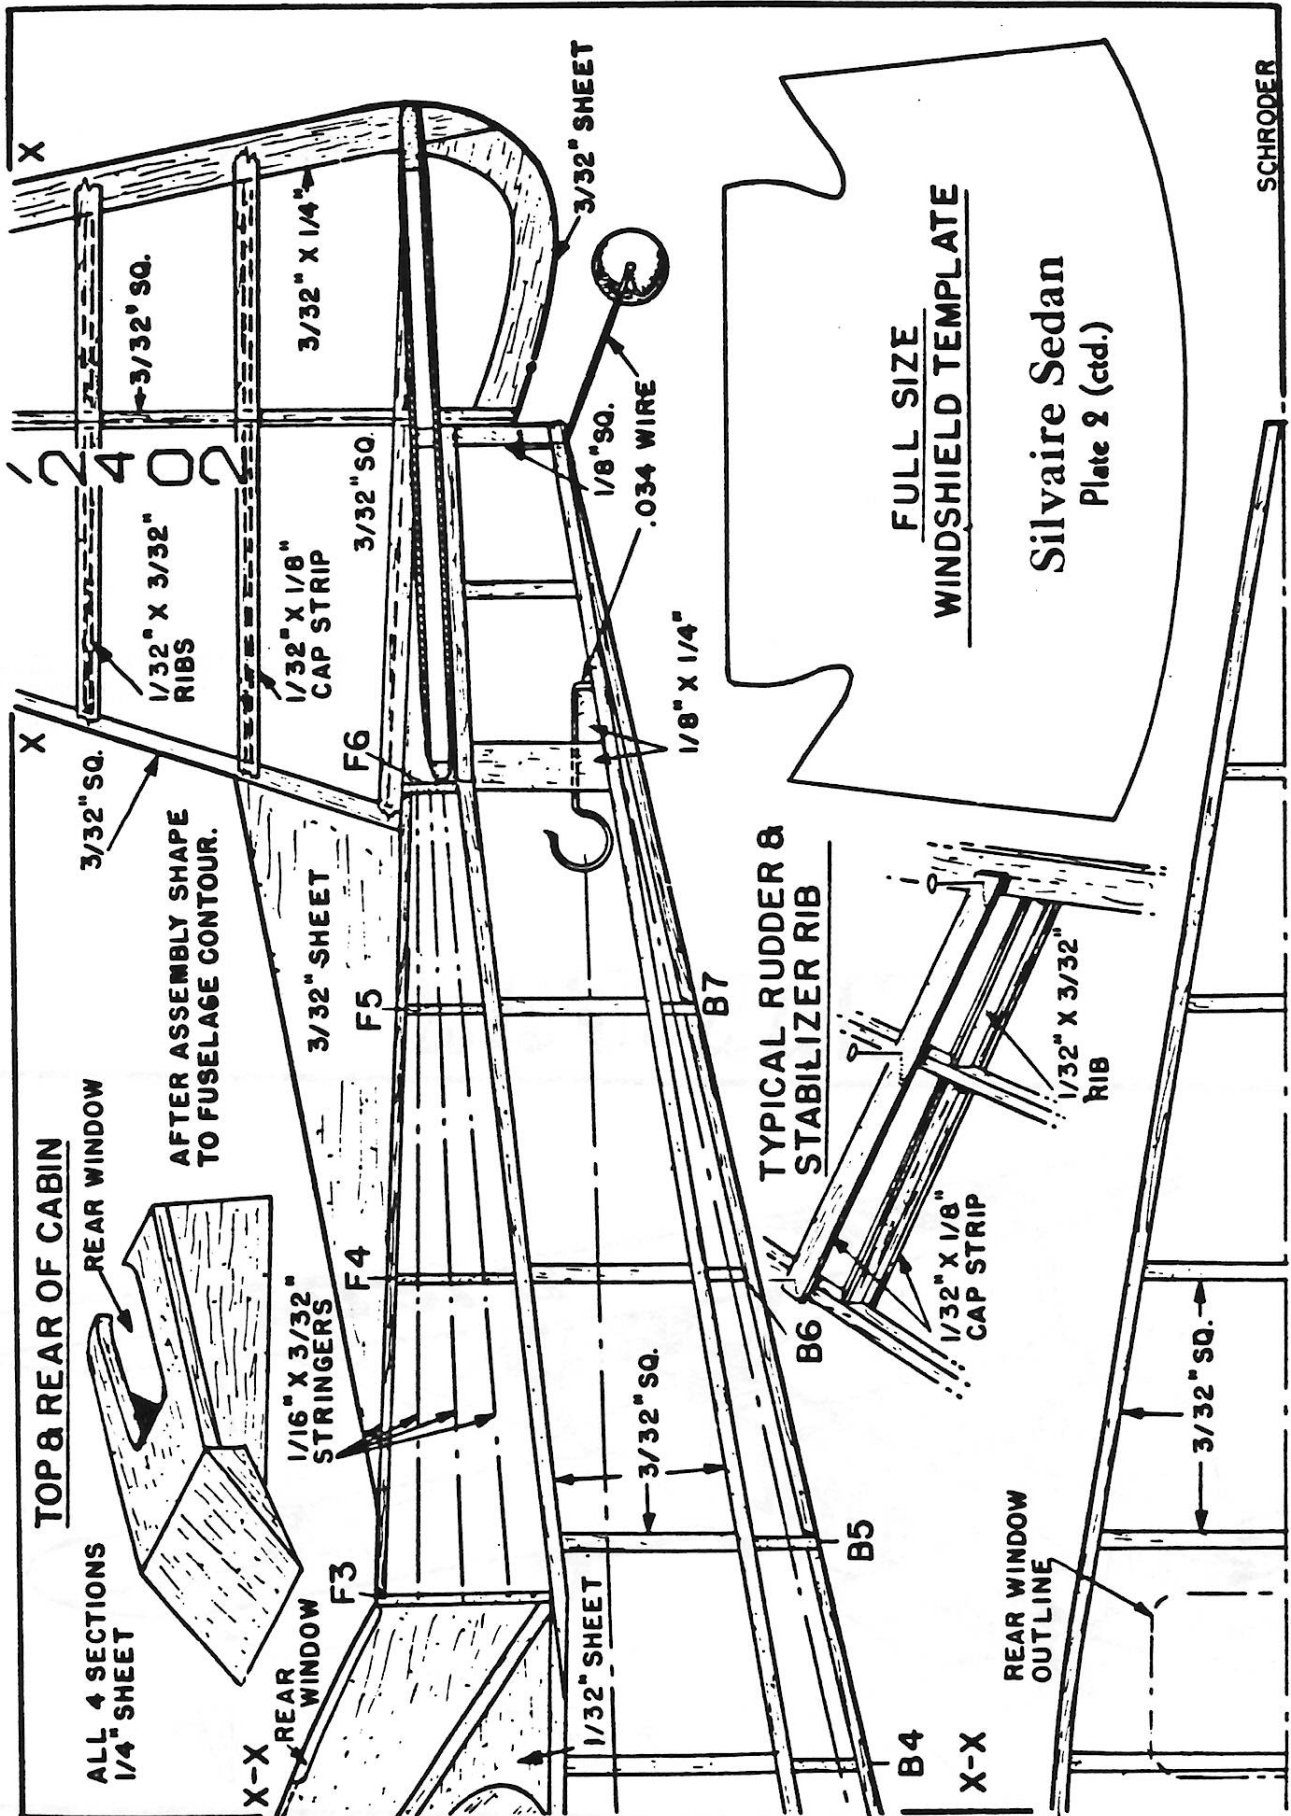 TOP & REAR OF CABIN
ALL 4 SECTIONS
1/4" SHEET
REAR WINDOW
AFTER ASSEMBLY SHAPE
TO FUSELAGE CONTOUR.
X
X
3/32" SQ.
1/32" X 3/32"
RIBS
'2402
3/32" SQ.
1/32" X 1/8"
CAP STRIP
3/32" X 1/4"
3/32" SHEET
3/32" SQ.
X-X
REAR
WINDOW
F3
1/16" X 3/32"
STRINGERS
F4
F5
F6
3/32" SHEET
1/8" SQ.
.034 WIRE
1/8" X 1/4"
1/32" SHEET
3/32" SQ.
B4
B5
B6
B7
TYPICAL RUDDER &
STABILIZER RIB
1/32" X 1/8"
CAP STRIP
1/32" X 3/32"
RIB
FULL SIZE
WINDSHIELD TEMPLATE
Silvaire Sedan
Plate 2 (ctd.)
X-X
REAR WINDOW
OUTLINE
3/32" SQ.
SCHRODER